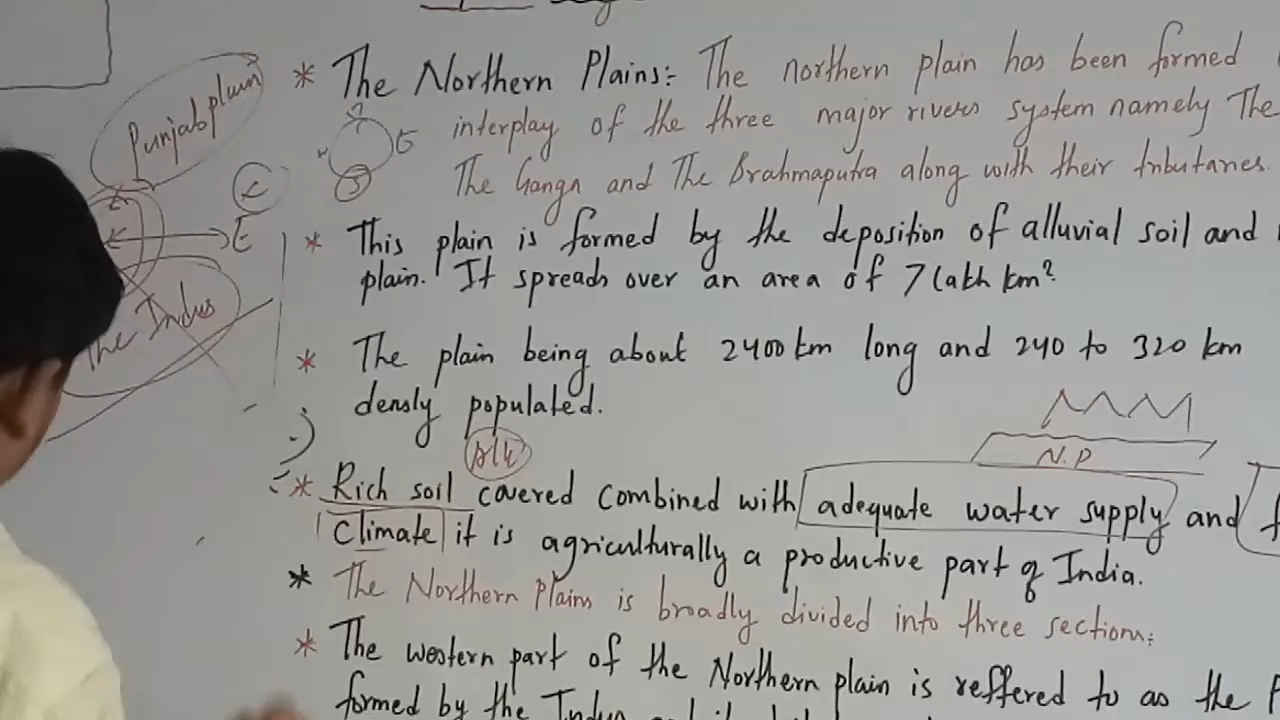 * The Northern Plains:- The northern plain has been formed
interplay of the three major rivers system namely The
The Ganga and The Brahmaputra along with their tributaries.
* This plain is formed by the deposition of alluvial soil and
plain. It spreads over an area of 7 lakh km²
* The plain being about 2400 km long and 240 to 320 km
densly populated.
* Rich soil covered combined with adequate water supply and
Climate it is agriculturally a productive part of India.
* The Northern Plains is broadly divided into three sections:
* The western part of the Northern plain is reffered to as the
formed by the Indus
Punjab plain
E
The Indus
N.P